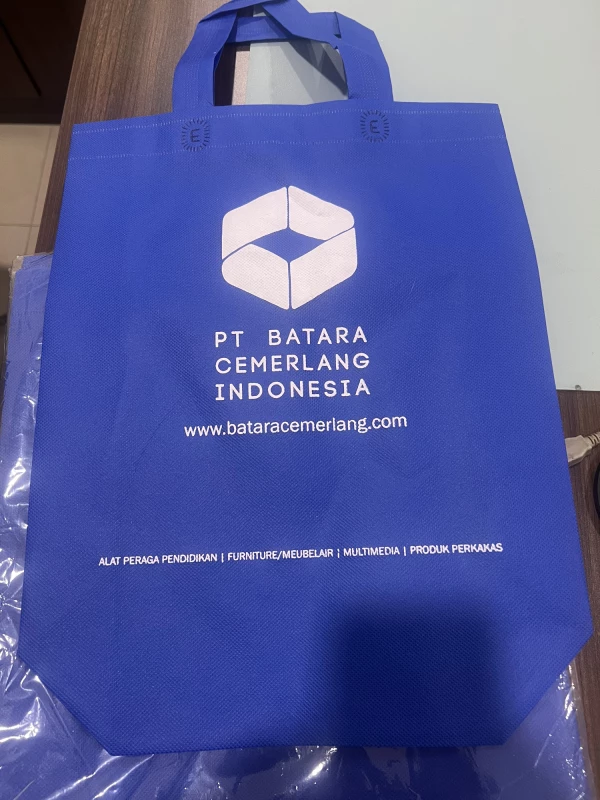 E E
PT BATARA
CEMERLANG
INDONESIA
www.bataracemerlang.com
ALAT PERAGA PENDIDIKAN | FURNITURE/MEUBELAIR | MULTIMEDIA | PRODUK PERKAKAS